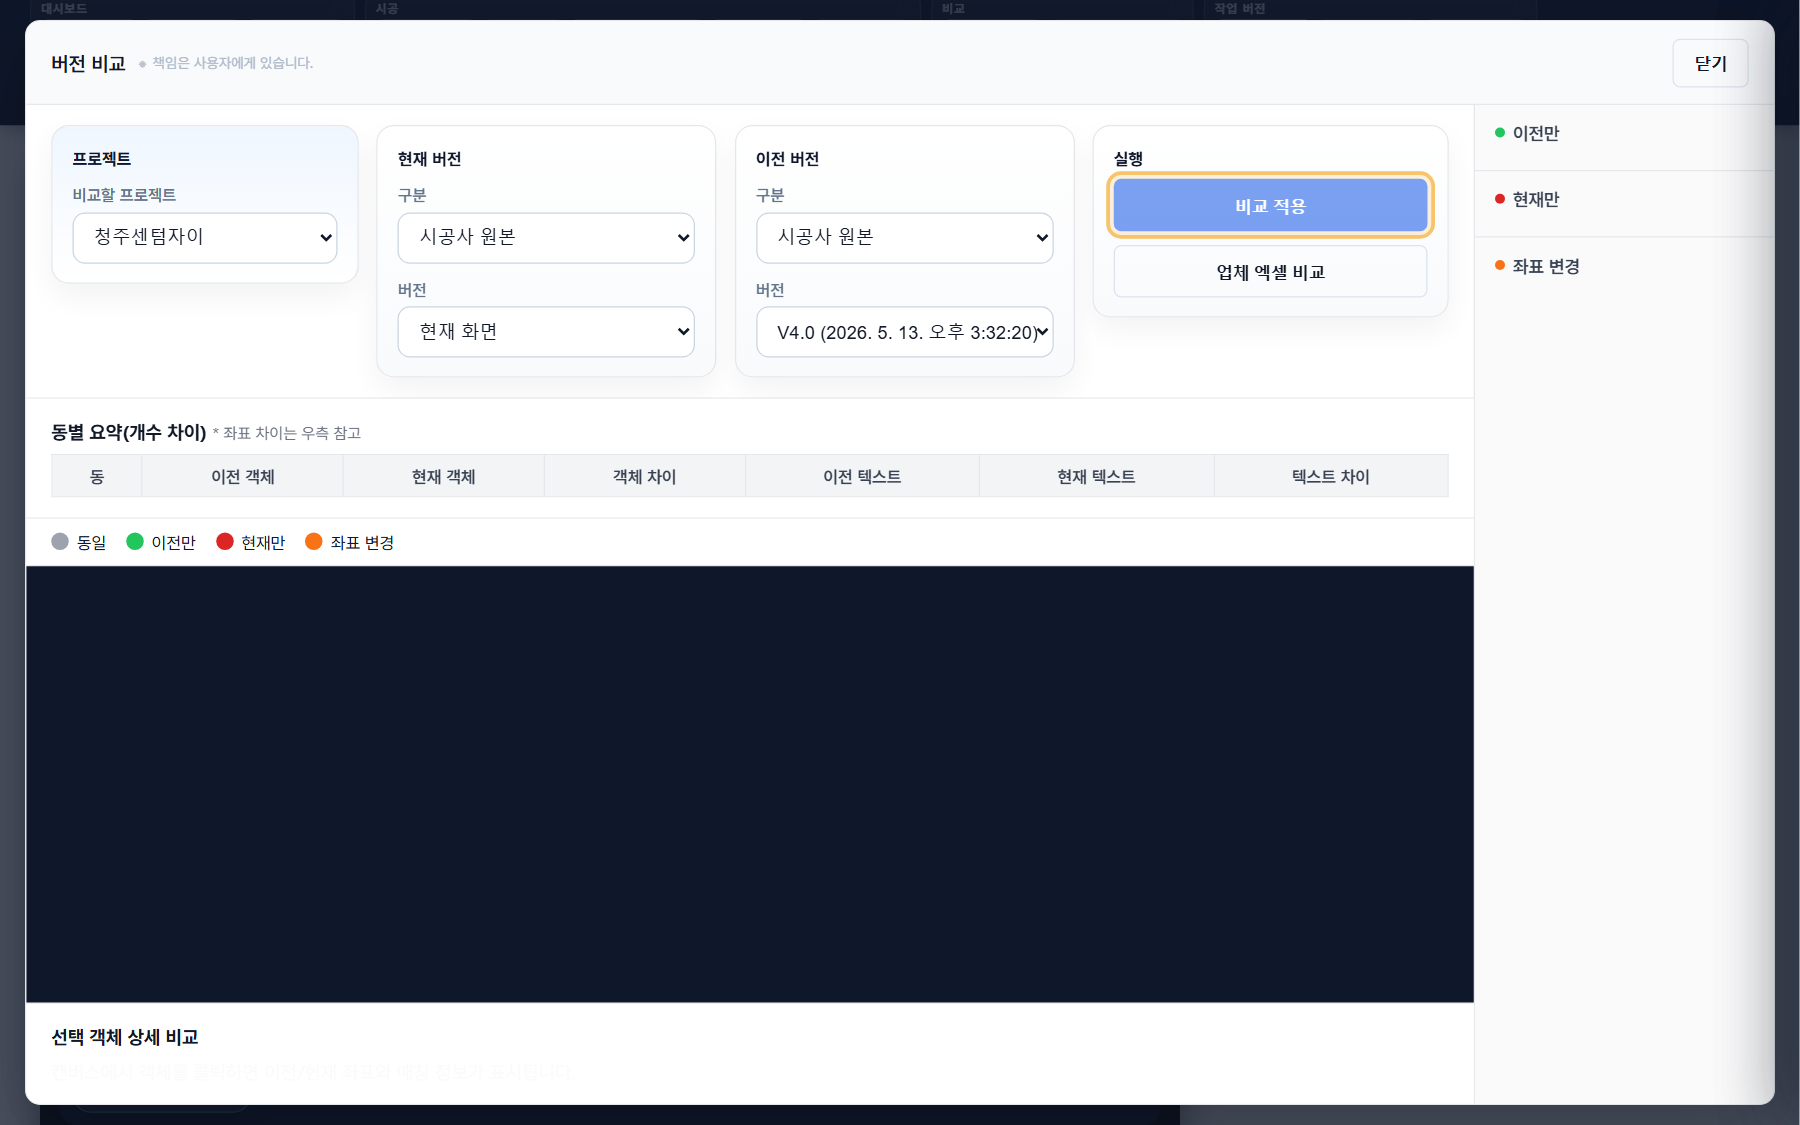 대시보드
시공
비교
작업 버전
버전 비교
책임은 사용자에게 있습니다.
닫기
프로젝트
비교할 프로젝트
청주센텀자이
현재 버전
구분
시공사 원본
버전
현재 화면
이전 버전
구분
시공사 원본
버전
V4.0 (2026. 5. 13. 오후 3:32:20)
실행
비교 적용
업체 엑셀 비교
이전만
현재만
좌표 변경
동별 요약(개수 차이) * 좌표 차이는 우측 참고
동 이전 객체 현재 객체 객체 차이 이전 텍스트 현재 텍스트 텍스트 차이
동일 이전만 현재만 좌표 변경
선택 객체 상세 비교